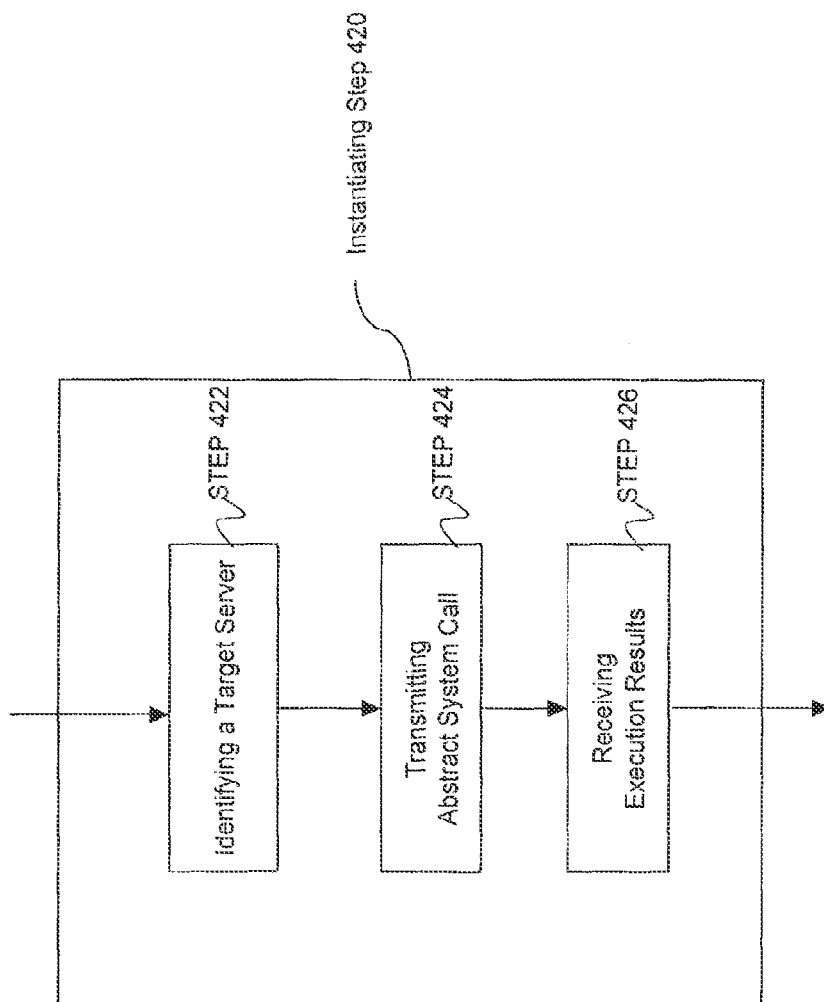 Instantiating Step 420
Identifying a Target Server
STEP 422
Transmitting
Abstract System Call
STEP 424
Receiving
Execution Results
STEP 426